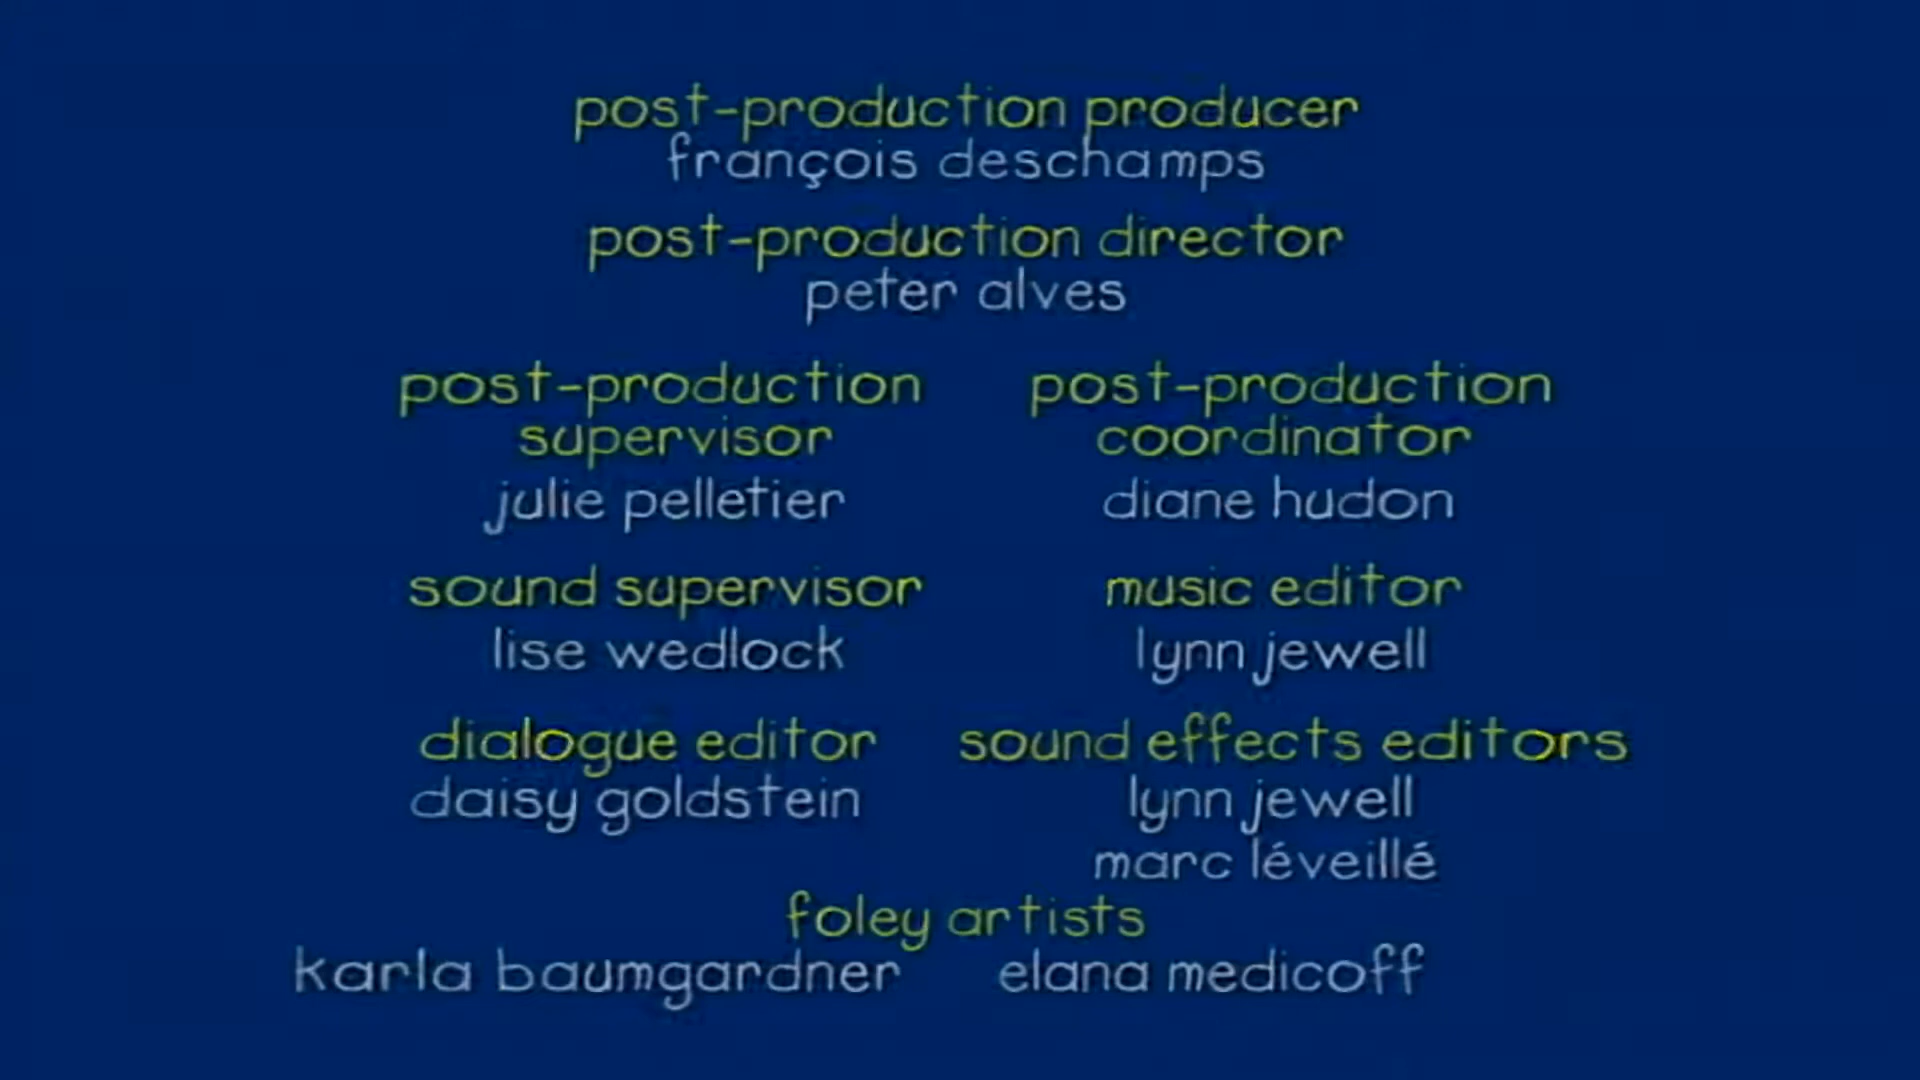 post-production producer
françois deschamps
post-production director
peter alves
post-production
supervisor
julie pelletier
post-production
coordinator
diane hudon
sound supervisor
lise wedlock
music editor
lynn jewell
dialogue editor
daisy goldstein
sound effects editors
lynn jewell
marc léveillé
foley artists
karla baumgardner elana medicoff